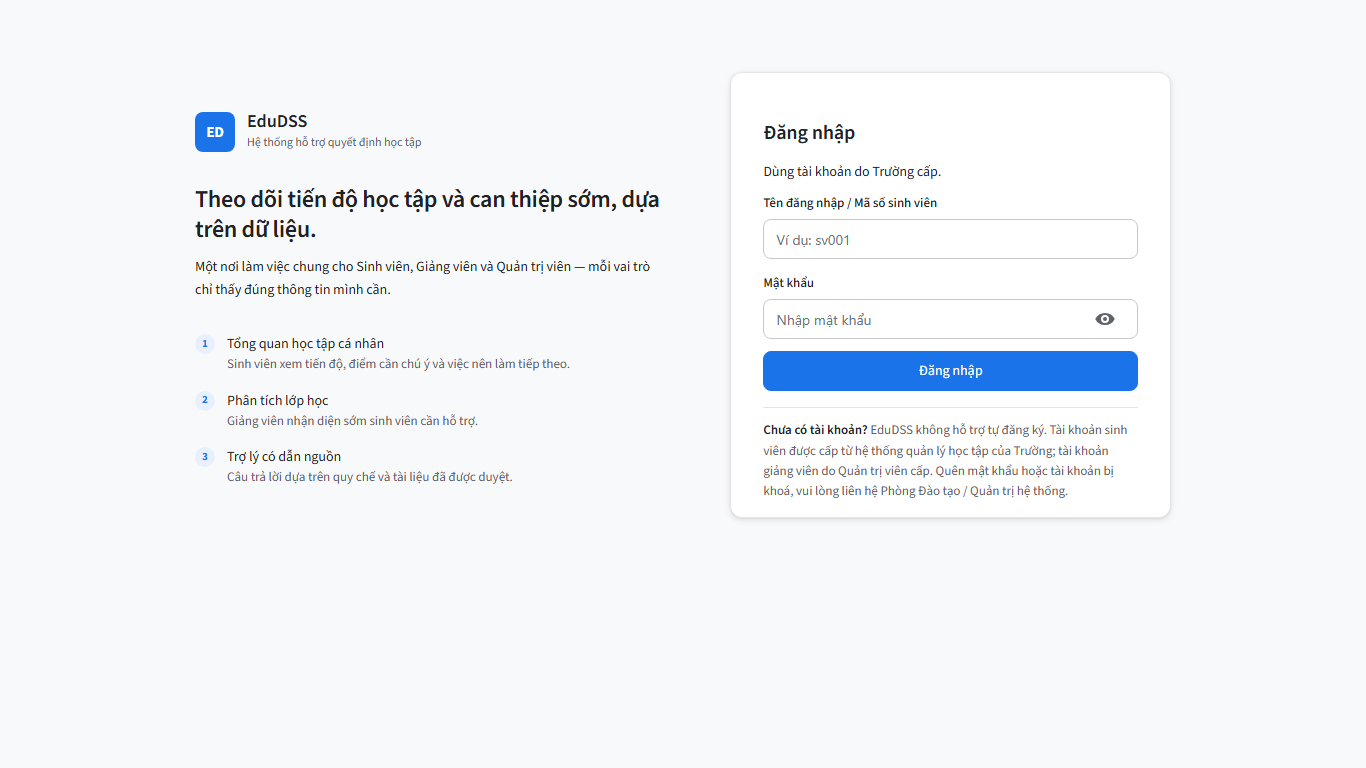 ED
EduDSS
Hệ thống hỗ trợ quyết định học tập
Theo dõi tiến độ học tập và can thiệp sớm, dựa
trên dữ liệu.
Một nơi làm việc chung cho Sinh viên, Giảng viên và Quản trị viên — mỗi vai trò
chỉ thấy đúng thông tin mình cần.
1
Tổng quan học tập cá nhân
Sinh viên xem tiến độ, điểm cần chú ý và việc nên làm tiếp theo.
2
Phân tích lớp học
Giảng viên nhận diện sớm sinh viên cần hỗ trợ.
3
Trợ lý có dẫn nguồn
Câu trả lời dựa trên quy chế và tài liệu đã được duyệt.
Đăng nhập
Dùng tài khoản do Trường cấp.
Tên đăng nhập / Mã số sinh viên
Ví dụ: sv001
Mật khẩu
Nhập mật khẩu
Đăng nhập
Chưa có tài khoản? EduDSS không hỗ trợ tự đăng ký. Tài khoản sinh
viên được cấp từ hệ thống quản lý học tập của Trường; tài khoản
giảng viên do Quản trị viên cấp. Quên mật khẩu hoặc tài khoản bị
khoá, vui lòng liên hệ Phòng Đào tạo / Quản trị hệ thống.